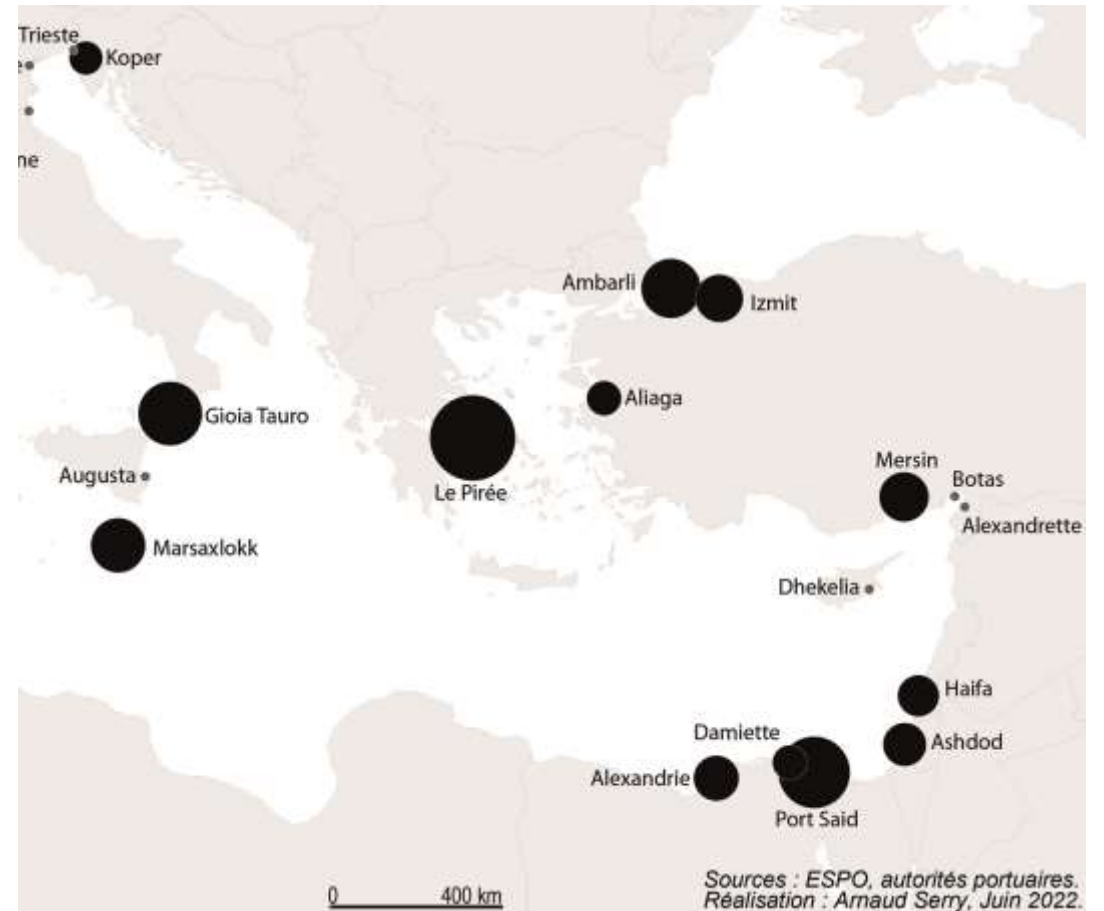 Trieste
Koper
e
ne
Ambarli
Izmit
Aliaga
Gioia Tauro
Augusta
Le Pirée
Marsaxlokk
Mersin
Botas
Alexandrette
Dhekelia
Haifa
Damiette
Ashdod
Alexandrie
Port Said
0 400 km
Sources : ESPO, autorités portuaires.
Réalisation : Arnaud Serry, Juin 2022.